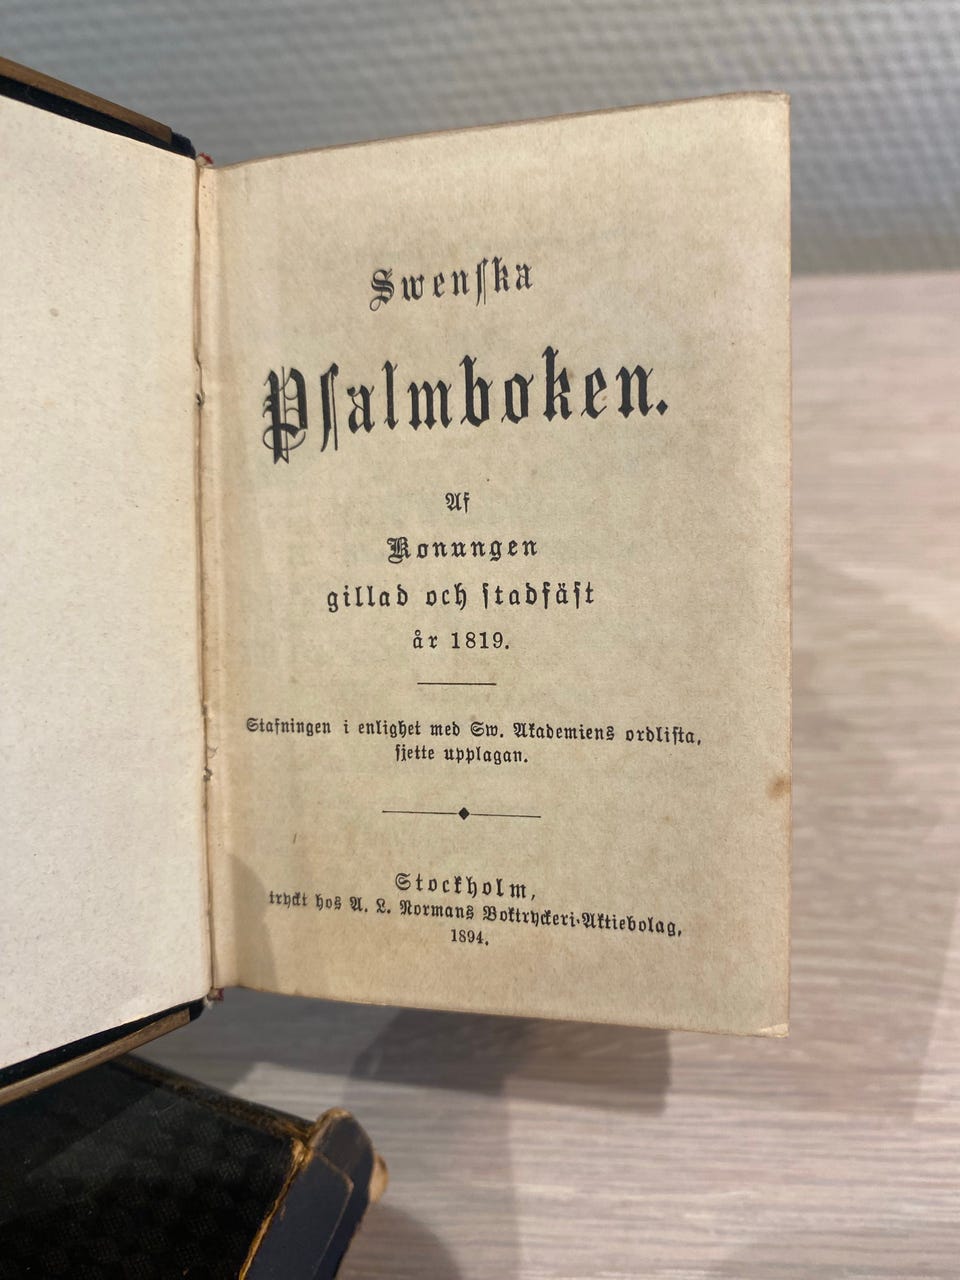 Swenska
Psalmboken.
Af
Konungen
gillad och stadfäst
år 1819.
Stafningen i enlighet med Sw. Akademiens ordlista,
sjette upplagan.
Stockholm,
tryckt hos A. L. Normans Boktryckeri-Aktiebolag,
1894.